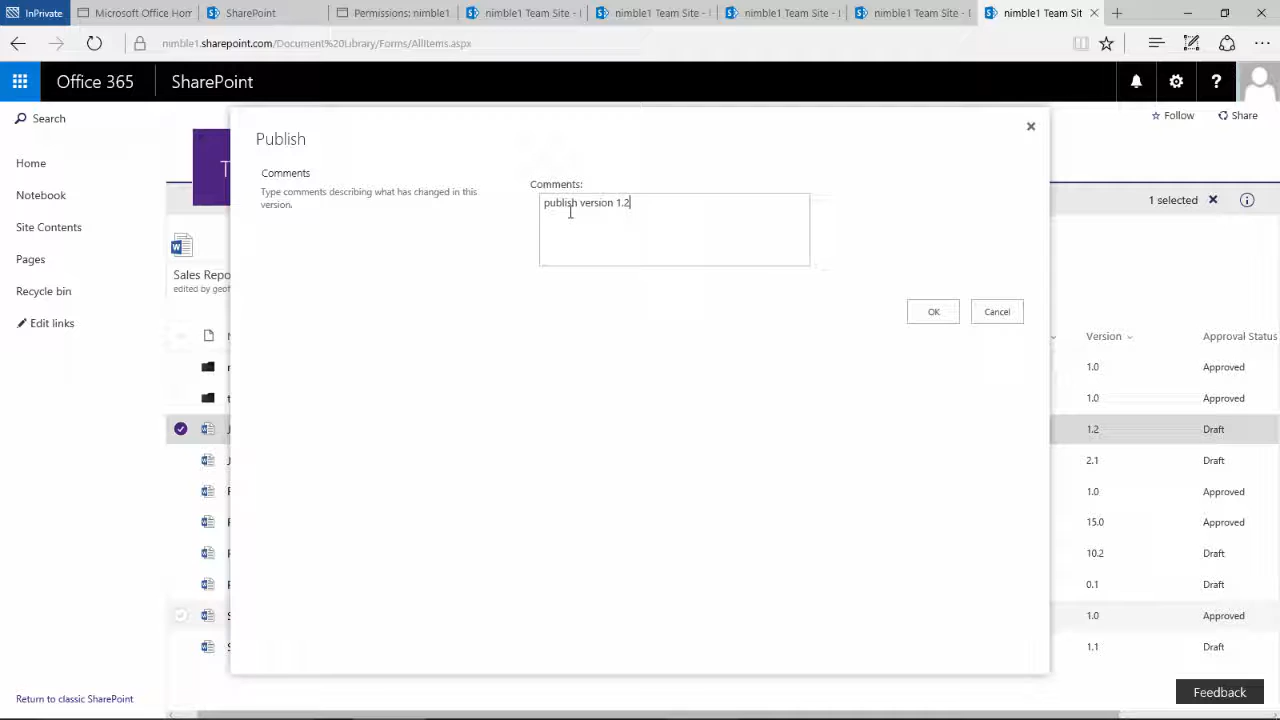 InPrivate
Microsoft Office Hor
SharePoint
Permissions: nimble1
nimble1 Team Site - I
nimble1 Team Site - I
nimble1 Team Site - I
nimble1 Team Site - I
nimble1 Team Sit
nimble1.sharepoint.com/Document%20Library/Forms/AllItems.aspx
Office 365
SharePoint
Search
Follow
Share
Publish
Home
Comments
Type comments describing what has changed in this version.
Comments:
publish version 1.2
Notebook
1 selected
Site Contents
Pages
Sales Repo
edited by geof
Recycle bin
OK
Cancel
Edit links
Version
Approval Status
1.0
Approved
1.0
Approved
1.2
Draft
2.1
Draft
1.0
Approved
15.0
Approved
10.2
Draft
0.1
Draft
1.0
Approved
1.1
Draft
Feedback
Return to classic SharePoint